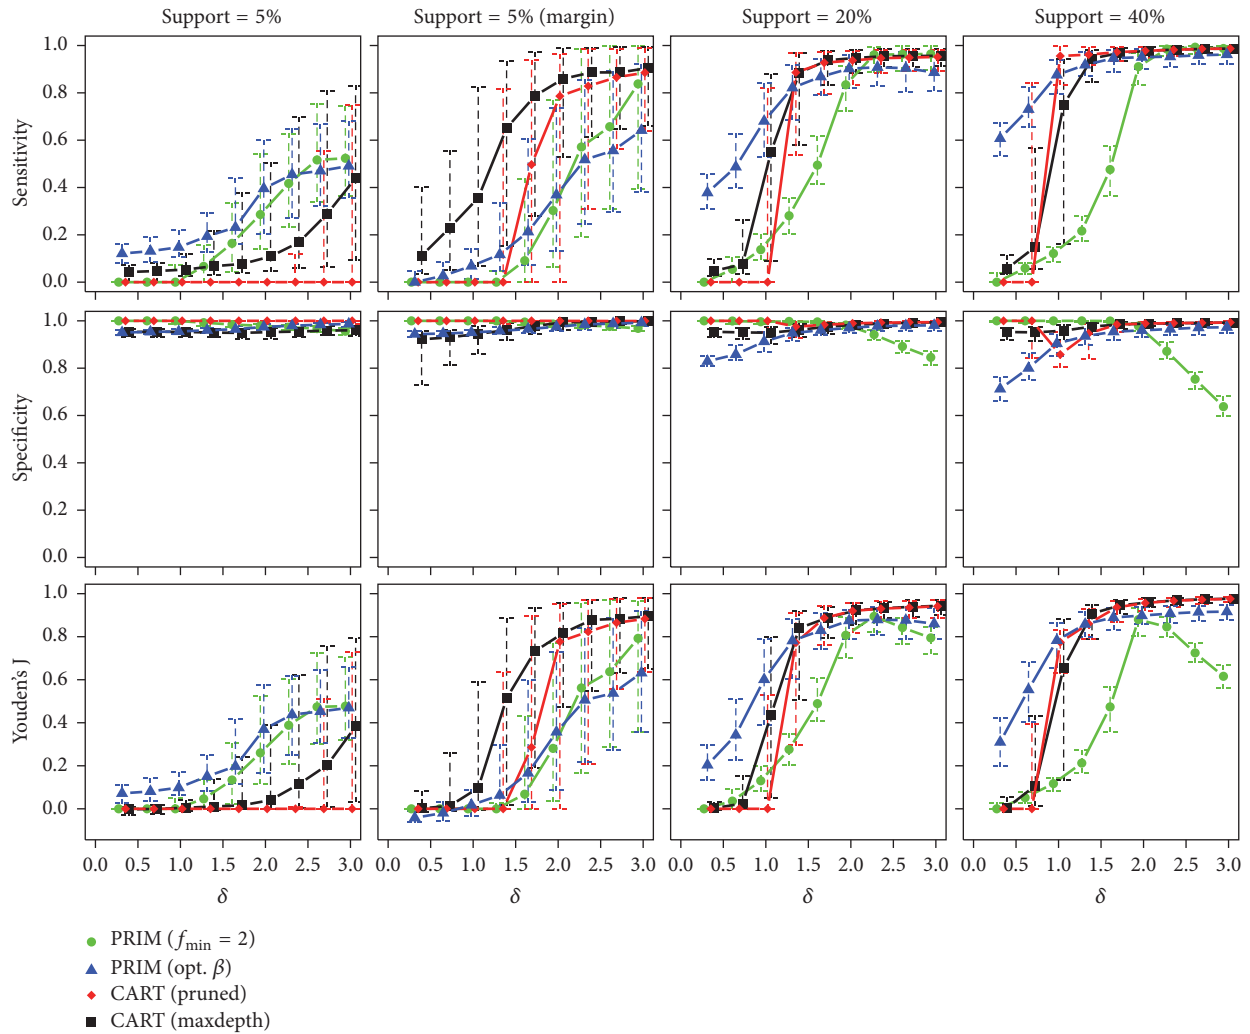 Support = 5%
Support = 5% (margin)
Support = 20%
Support = 40%
Sensitivity
1.0
0.8
0.6
0.4
0.2
0.0
Specificity
1.0
0.8
0.6
0.4
0.2
0.0
Youden's J
1.0
0.8
0.6
0.4
0.2
0.0
0.0 0.5 1.0 1.5 2.0 2.5 3.0
0.0 0.5 1.0 1.5 2.0 2.5 3.0
0.0 0.5 1.0 1.5 2.0 2.5 3.0
0.0 0.5 1.0 1.5 2.0 2.5 3.0
δ
δ
δ
δ
PRIM (f_min = 2)
PRIM (opt. β)
CART (pruned)
CART (maxdepth)